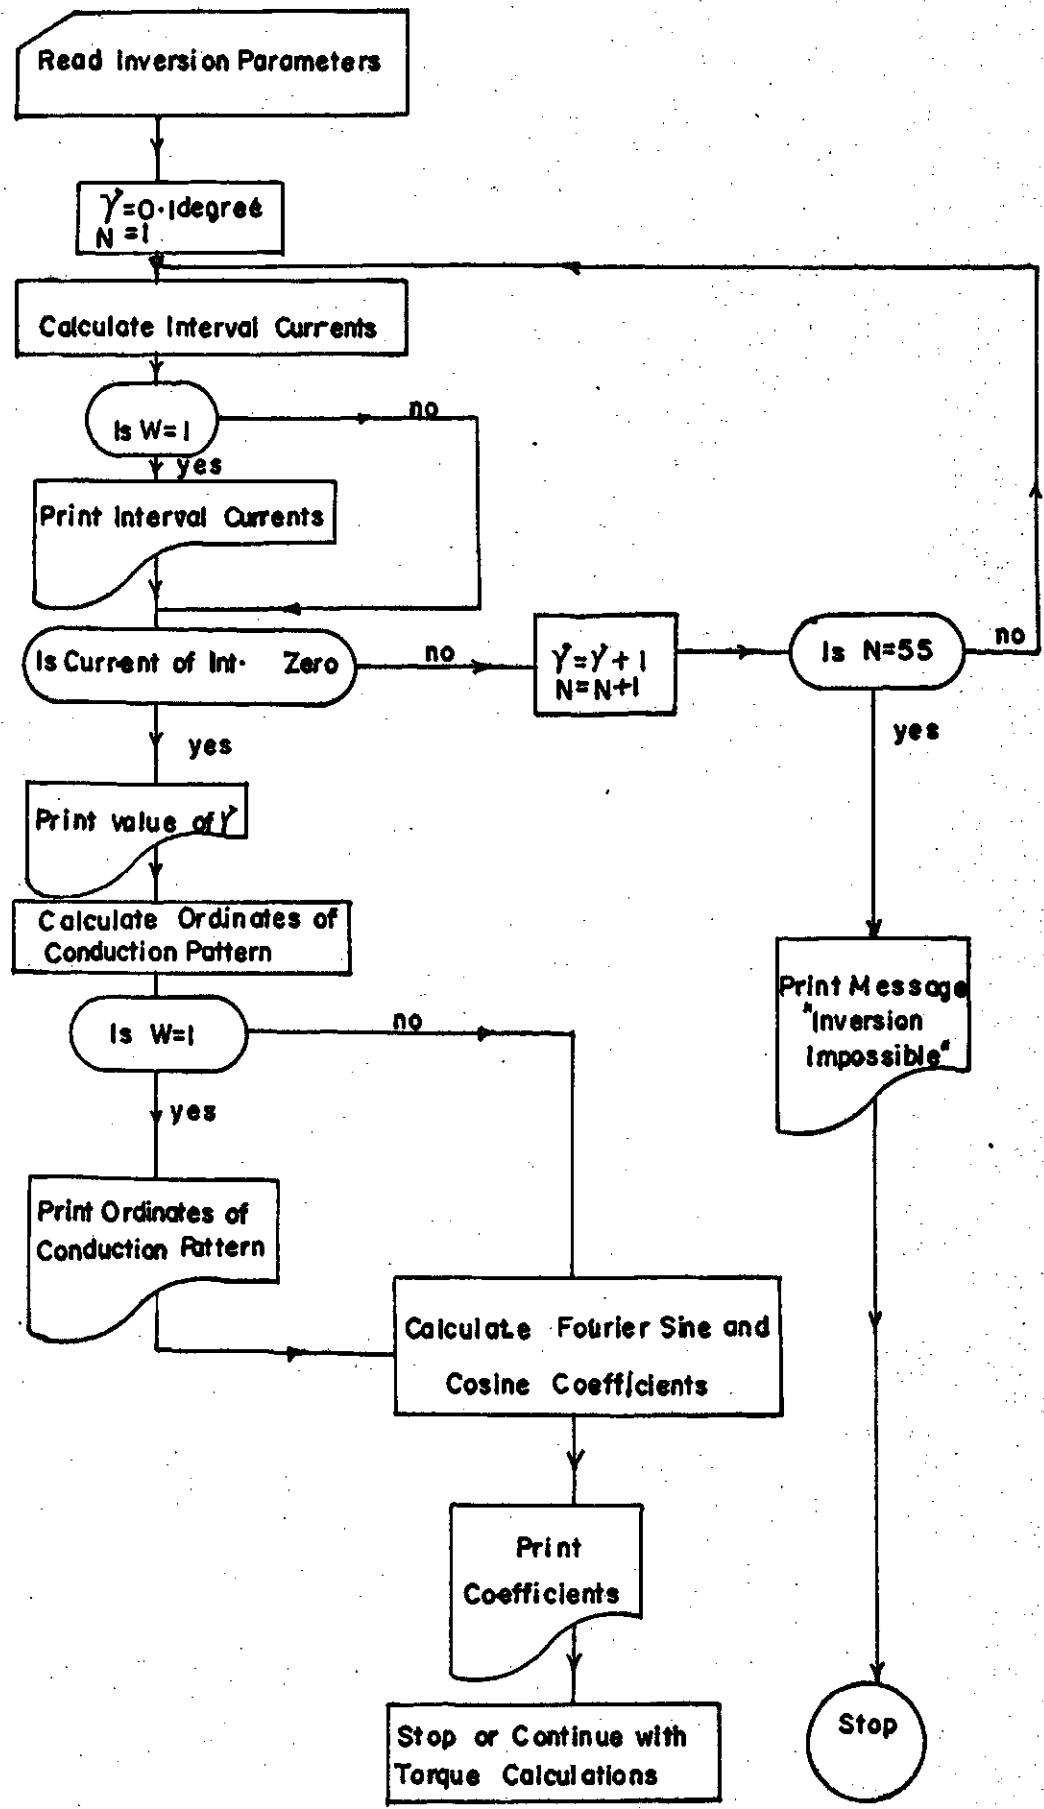 Read Inversion Parameters
γ=0.1degree
N=1
Calculate Interval Currents
Is W=1
no
yes
Print Interval Currents
Is Current of Int. Zero
no
γ=γ+1
N=N+1
Is N=55
no
yes
yes
Print value of γ
Calculate Ordinates of
Conduction Pattern
Print Message
"Inversion
Impossible"
Is W=1
no
yes
Print Ordinates of
Conduction Pattern
Calculate Fourier Sine and
Cosine Coefficients
Print
Coefficients
Stop or Continue with
Torque Calculations
Stop